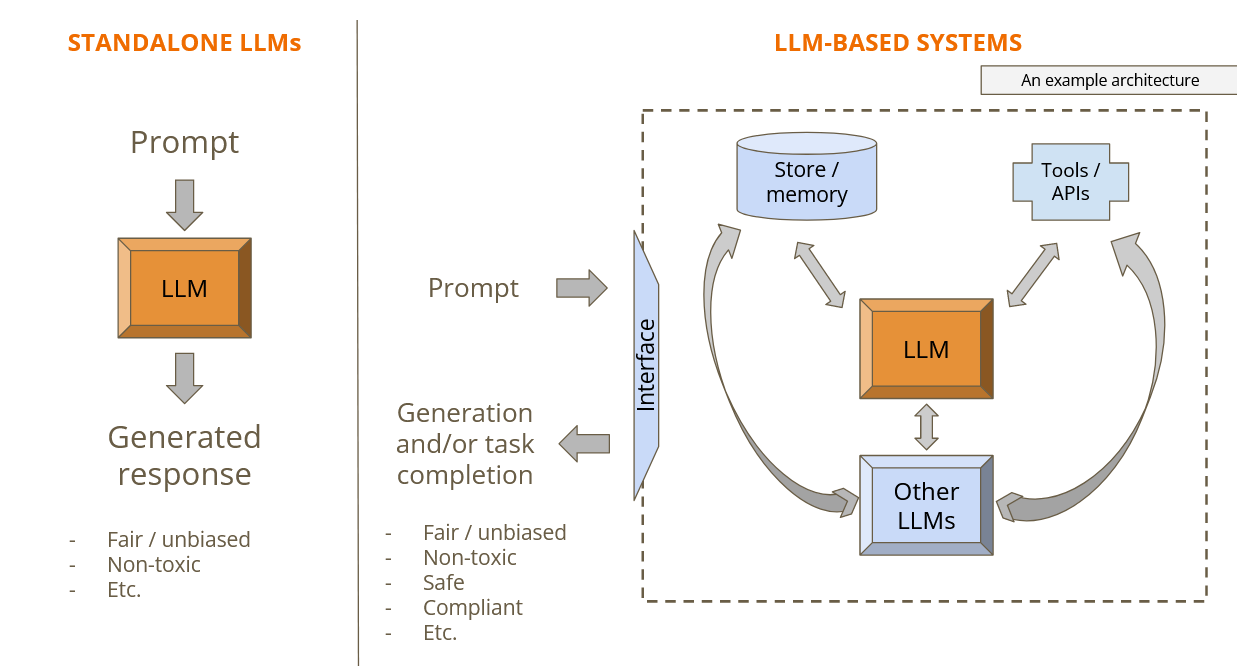 STANDALONE LLMs
Prompt
LLM
Generated
response
- Fair / unbiased
- Non-toxic
- Etc.
LLM-BASED SYSTEMS
An example architecture
Prompt
Generation
and/or task
completion
- Fair / unbiased
- Non-toxic
- Safe
- Compliant
- Etc.
Interface
Store /
memory
Tools /
APIs
LLM
Other
LLMs